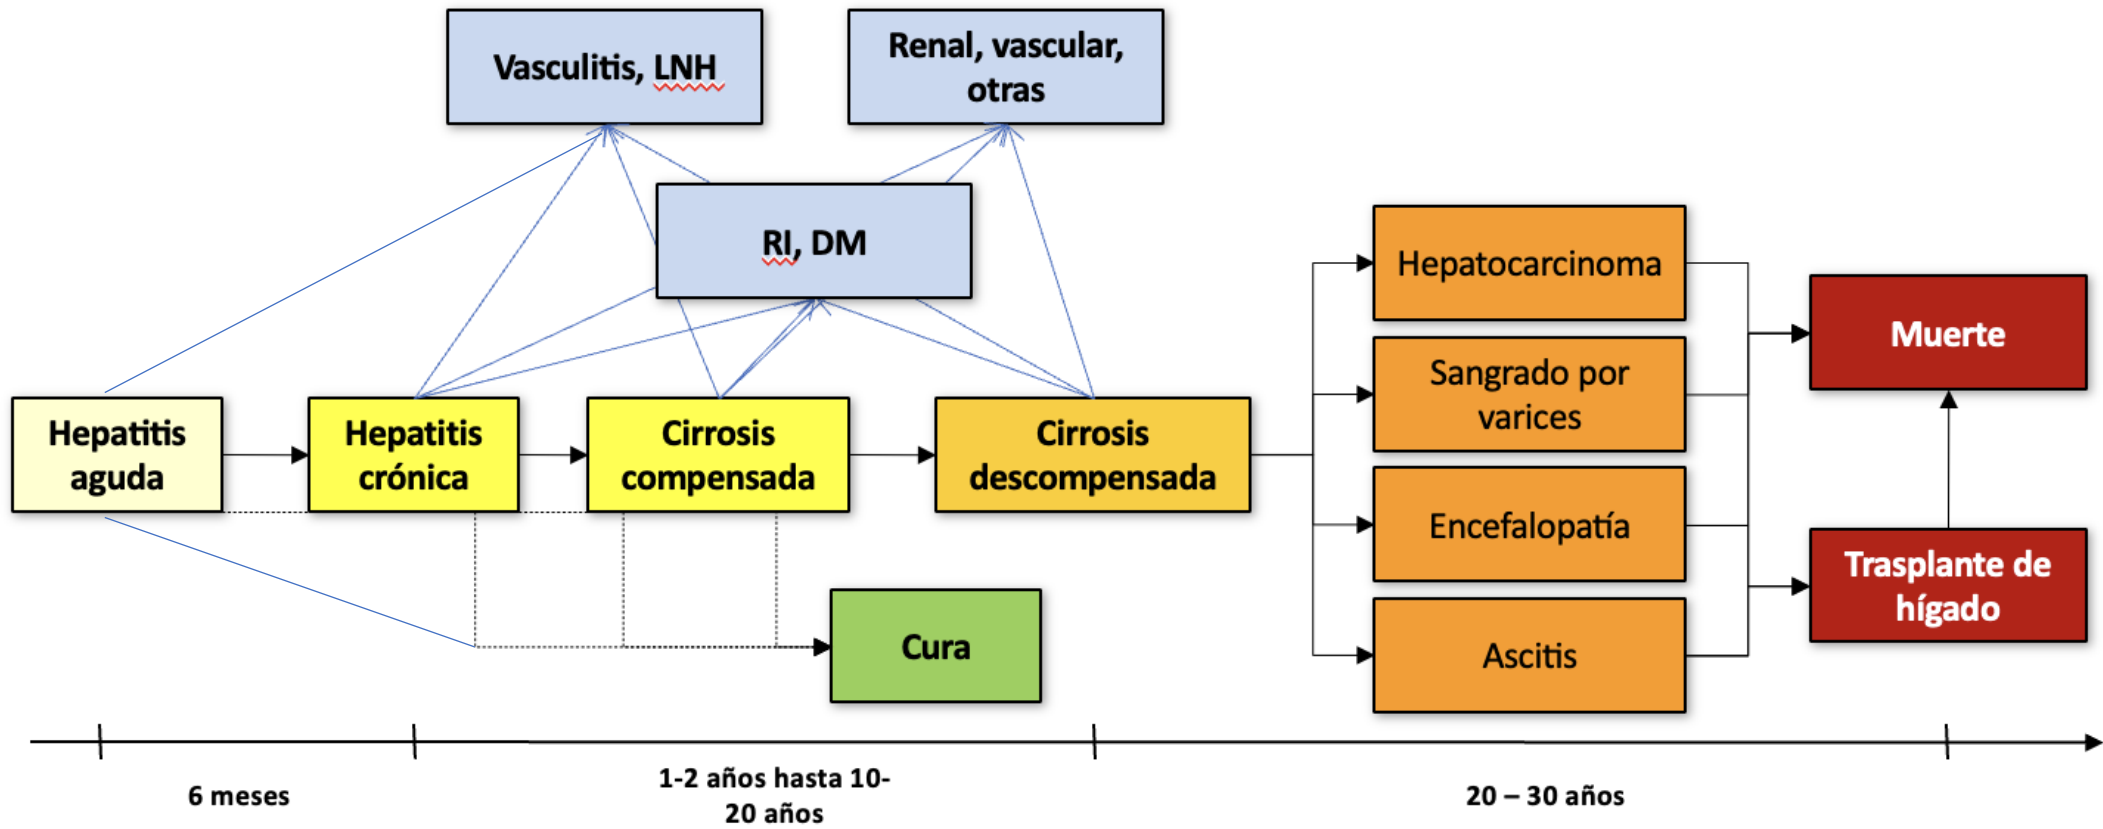 Vasculitis, LNH
Renal, vascular,
otras
RI, DM
Hepatitis
aguda
Hepatitis
crónica
Cirrosis
compensada
Cirrosis
descompensada
Hepatocarcinoma
Sangrado por
varices
Encefalopatía
Ascitis
Muerte
Trasplante de
hígado
Cura
6 meses
1-2 años hasta 10-
20 años
20 – 30 años